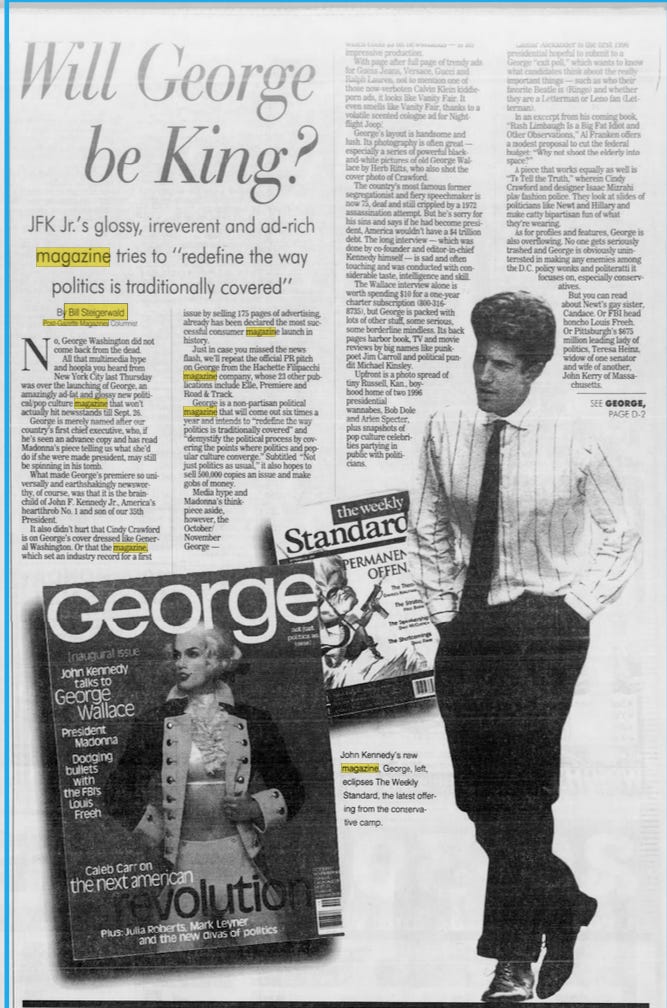 Will George
be King?
JFK Jr.'s glossy, irreverent and ad-rich
magazine tries to "redefine the way
politics is traditionally covered"
By Bill Steigerwald
Post-Gazette Magazines Columnist
No, George Washington did not
come back from the dead.
All that multimedia hype
and hoopla you heard from
New York City last Thursday
was over the launching of George, an
amazingly ad-fat and glossy new politi-
cal/pop culture magazine that won't
actually hit newsstands till Sept. 26.
George is merely named after our
country's first chief executive, who, if
he's seen an advance copy and has read
Madonna's piece telling us what she'd
do if she were made president, may still
be spinning in his tomb.
What made George's premiere so uni-
versally and earthshakingly newswor-
thy, of course, was that it is the brain-
child of John F. Kennedy Jr., America's
heartthrob No. 1 and son of our 35th
President.
It also didn't hurt that Cindy Crawford
is on George's cover dressed like Gener-
al Washington. Or that the magazine,
which set an industry record for a first
issue by selling 175 pages of advertising,
already has been declared the most suc-
cessful consumer magazine launch in
history.
Just in case you missed the news
flash, we'll repeat the official PR pitch
on George from the Hachette Filipacchi
magazine company, whose 23 other pub-
lications include Elle, Premiere and
Road & Track.
George is a non-partisan political
magazine that will come out six times a
year and intends to "redefine the way
politics is traditionally covered" and
"demystify the political process by cov-
ering the points where politics and pop-
ular culture converge." Subtitled "Not
just politics as usual," it also hopes to
sell 500,000 copies an issue and make
gobs of money.
Media hype and
Madonna's think-
piece aside,
however, the
October/
November
George —
impressive production.
With page after full page of trendy ads
for Guess Jeans, Versace, Gucci and
Ralph Lauren, not to mention one of
those now-verboten Calvin Klein kiddie-
porn ads, it looks like Vanity Fair. It
even smells like Vanity Fair, thanks to a
volatile scented cologne ad for Night-
flight Joop!
George's layout is handsome and
lush. Its photography is often great —
especially a series of powerful black-
and-white pictures of old George Wal-
lace by Herb Ritts, who also shot the
cover photo of Crawford.
The country's most famous former
segregationist and fiery speechmaker is
now 75, deaf and still crippled by a 1972
assassination attempt. But he's sorry for
his sins and says if he had become presi-
dent, America wouldn't have a $4 trillion
debt. The long interview — which was
done by co-founder and editor-in-chief
Kennedy himself — is sad and often
touching and was conducted with con-
siderable taste, intelligence and skill.
The Wallace interview alone is
worth spending $10 for a one-year
charter subscription (800-316-
8735), but George is packed with
lots of other stuff, some serious,
some borderline mindless. Its back
pages harbor book, TV and movie
reviews by big names like punk-
poet Jim Carroll and political pun-
dit Michael Kinsley.
Upfront is a photo spread of
tiny Russell, Kan., boy-
hood home of two 1996
presidential
wannabes, Bob Dole
and Arlen Specter,
plus snapshots of
pop culture celebri-
ties partying in
public with politi-
cians.
Lamar Alexander is the first 1996
presidential hopeful to submit to a
George "exit poll," which wants to know
what candidates think about the really
important things — such as who their
favorite Beatle is (Ringo) and whether
they are a Letterman or Leno fan (Let-
terman).
In an excerpt from his coming book,
"Rush Limbaugh Is a Big Fat Idiot and
Other Observations," Al Franken offers
a modest proposal to cut the federal
budget: "Why not shoot the elderly into
space?"
A piece that works equally as well is
"To Tell the Truth," wherein Cindy
Crawford and designer Isaac Mizrahi
play fashion police. They look at slides of
politicians like Newt and Hillary and
make catty bipartisan fun of what
they're wearing.
As for profiles and features, George is
also overflowing. No one gets seriously
trashed and George is obviously unin-
terested in making any enemies among
the D.C. policy wonks and politerati it
focuses on, especially conserv-
atives.
But you can read
about Newt's gay sister,
Candace. Or FBI head
honcho Louis Freeh.
Or Pittsburgh's $675
million leading lady of
politics, Teresa Heinz,
widow of one senator
and wife of another,
John Kerry of Massa-
chusetts.
SEE GEORGE,
PAGE D-2
the weekly
Standard
PERMANEN
OFFEN
George
not just
politics as
usual
Inaugural issue
John Kennedy
talks to
George
Wallace
President
Madonna
Dodging
bullets
with
the FBI's
Louis
Freeh
Caleb Carr on
the next american
revolution
Plus: Julia Roberts, Mark Leyner
and the new divas of politics
John Kennedy's new
magazine, George, left,
eclipses The Weekly
Standard, the latest offer-
ing from the conserva-
tive camp.